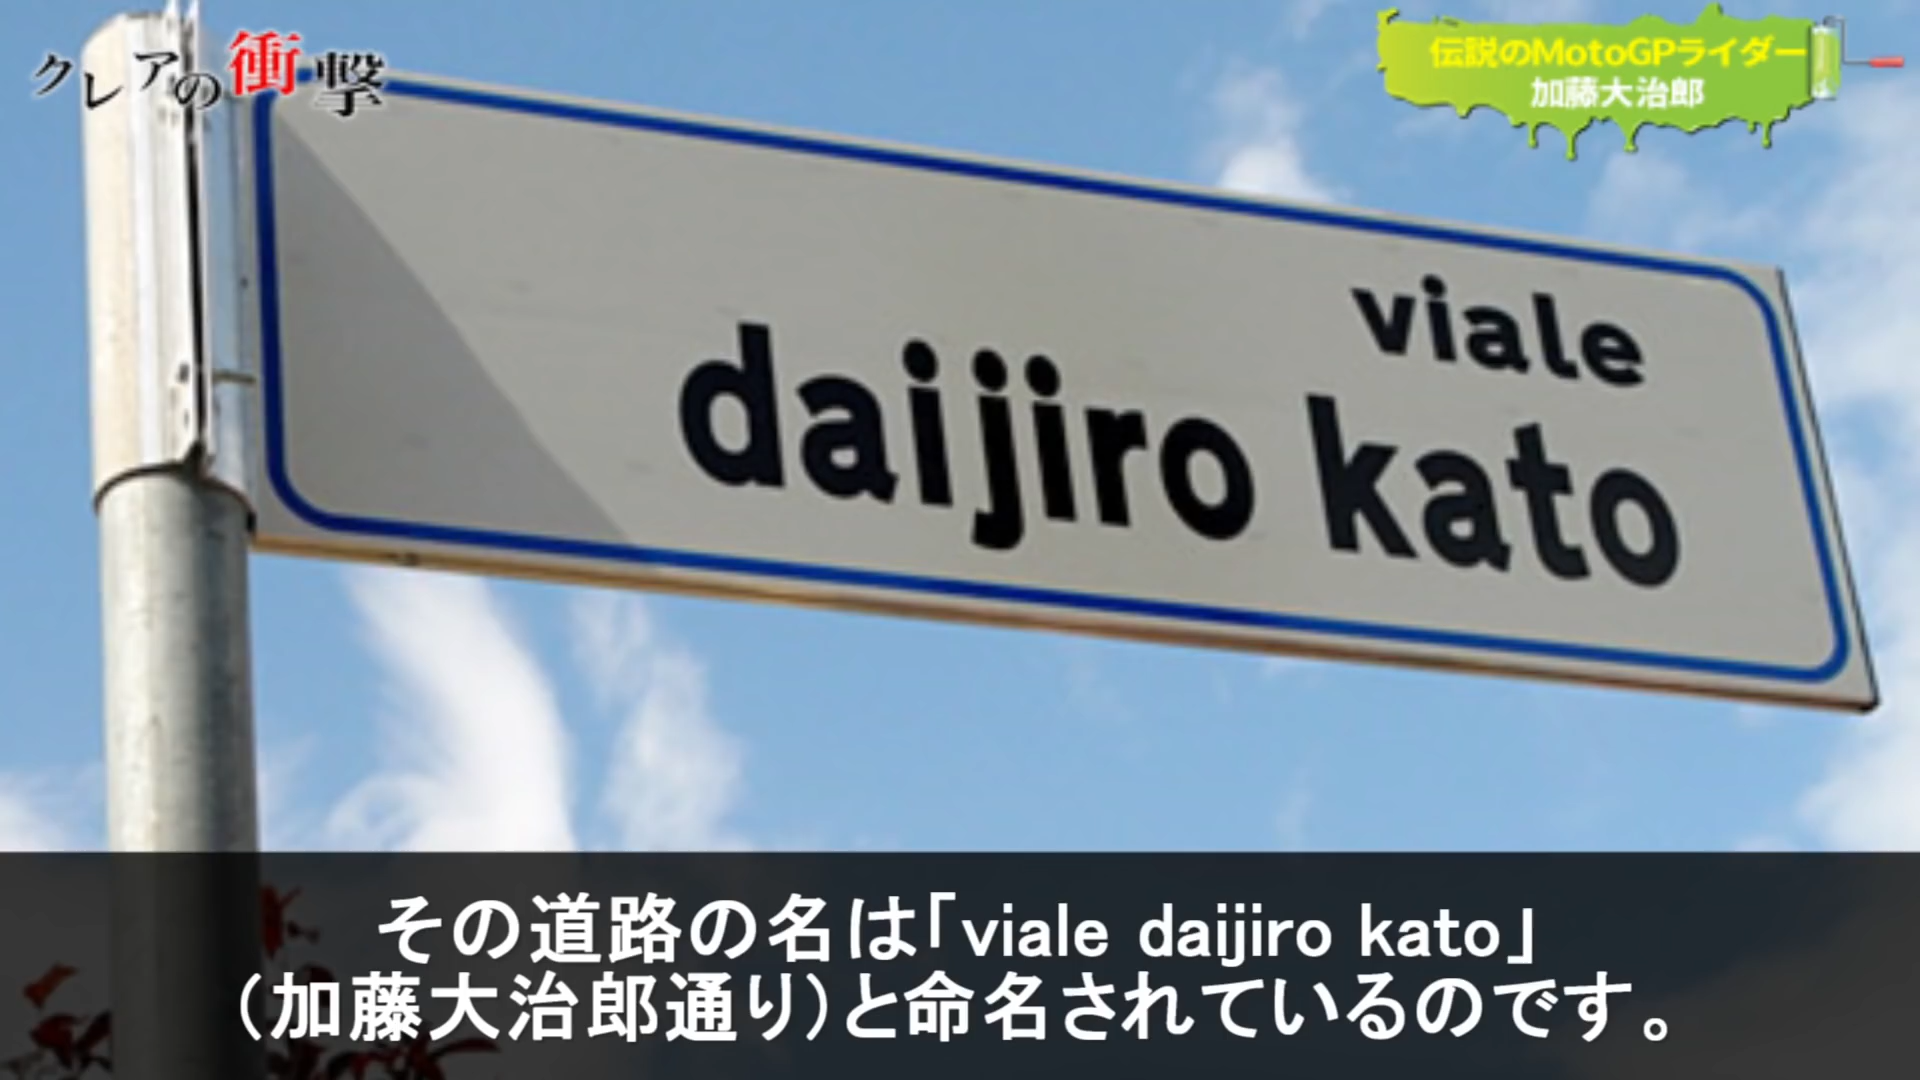 クレアの衝撃
伝説のMotoGPライダー
加藤大治郎
viale
daijiro kato
その道路の名は「viale daijiro kato」
（加藤大治郎通り）と命名されているのです。